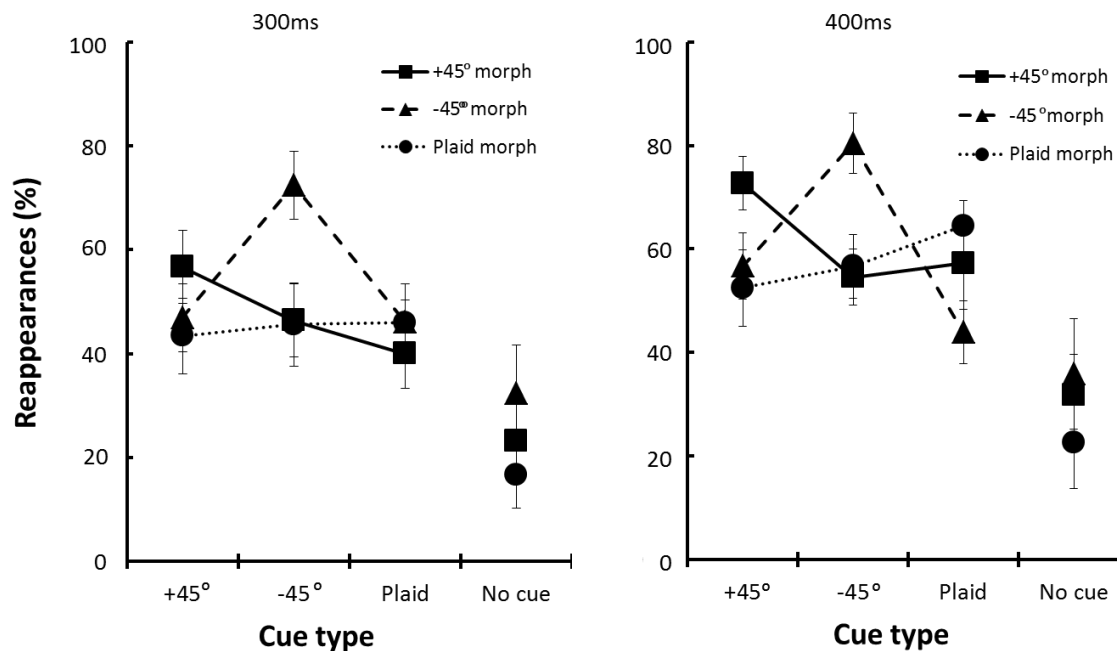 300ms
100
80
60
40
20
0
Reappearances (%)
+45° morph
-45° morph
Plaid morph
+45°
-45°
Plaid
No cue
Cue type
400ms
100
80
60
40
20
0
+45° morph
-45° morph
Plaid morph
+45°
-45°
Plaid
No cue
Cue type